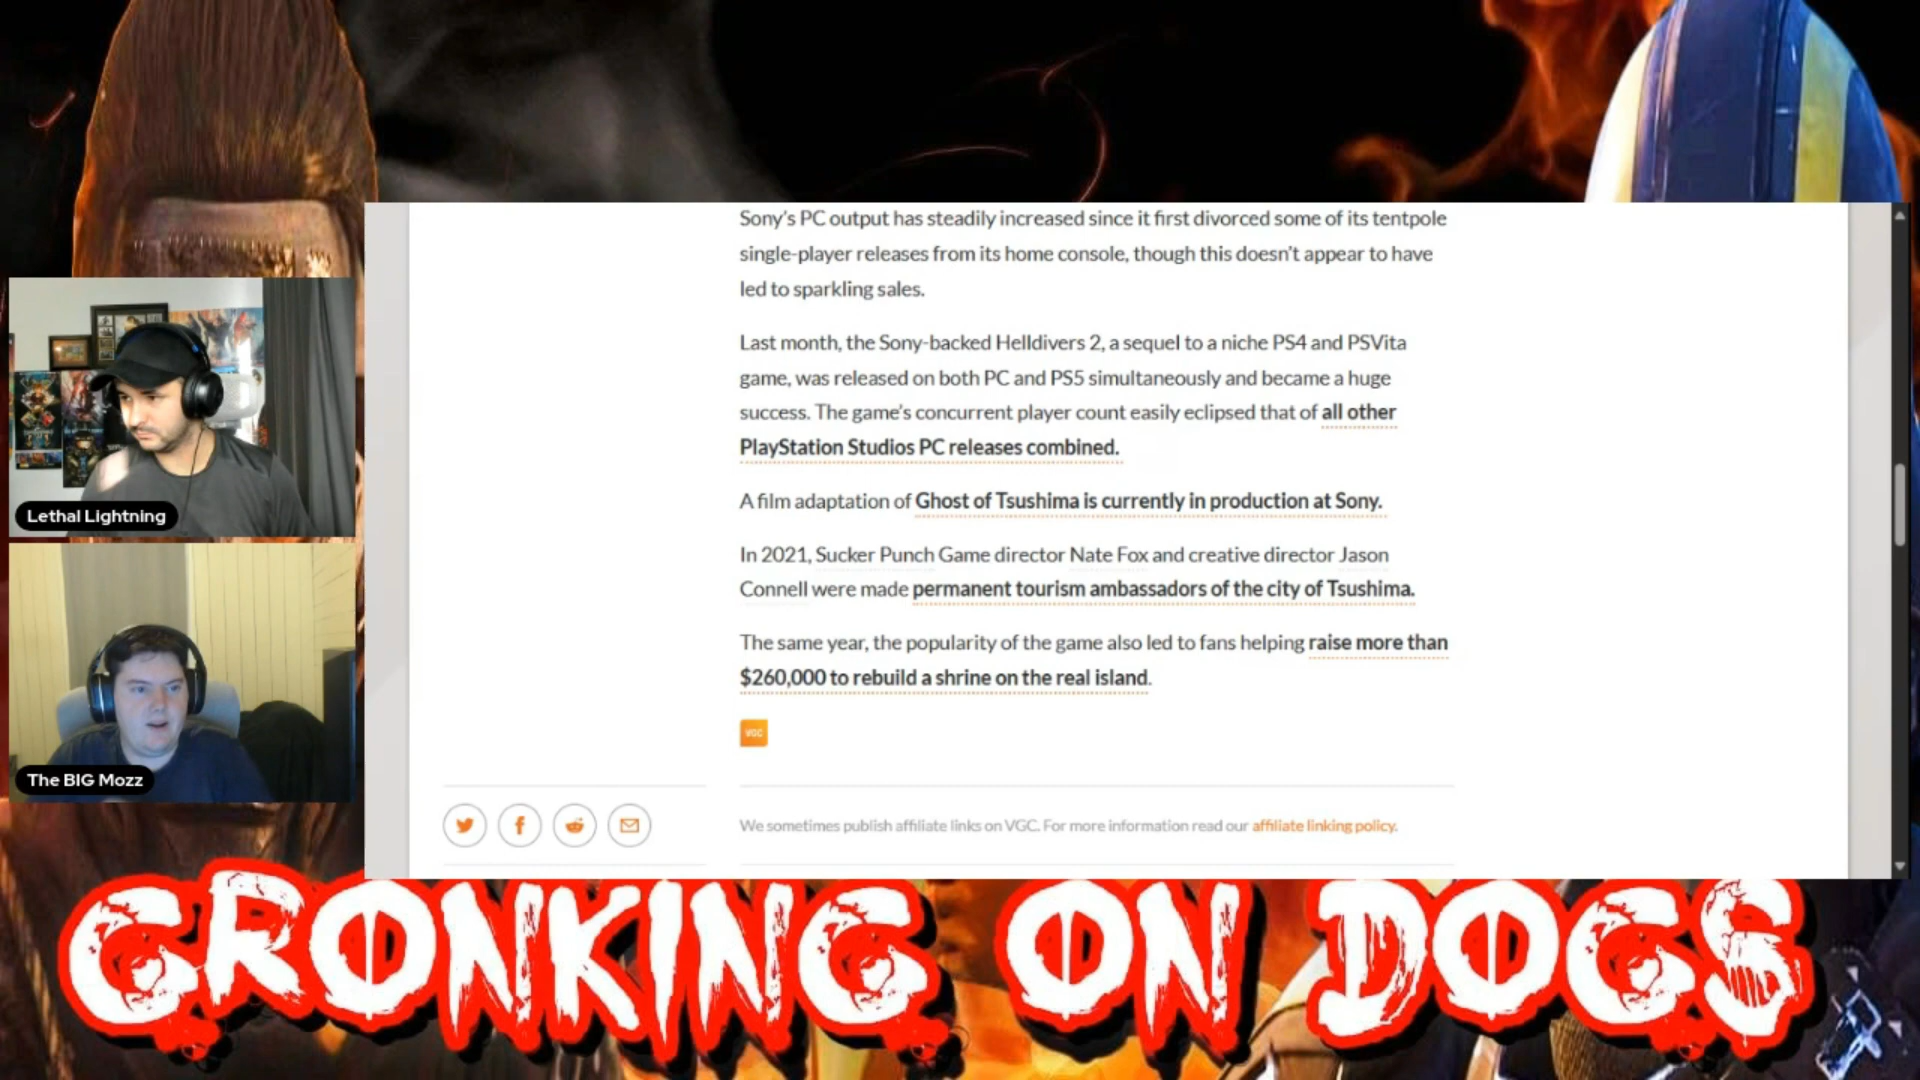 Sony's PC output has steadily increased since it first divorced some of its tentpole
single-player releases from its home console, though this doesn't appear to have
led to sparkling sales.
Last month, the Sony-backed Helldivers 2, a sequel to a niche PS4 and PSVita
game, was released on both PC and PS5 simultaneously and became a huge
success. The game's concurrent player count easily eclipsed that of all other
PlayStation Studios PC releases combined.
A film adaptation of Ghost of Tsushima is currently in production at Sony.
In 2021, Sucker Punch Game director Nate Fox and creative director Jason
Connell were made permanent tourism ambassadors of the city of Tsushima.
The same year, the popularity of the game also led to fans helping raise more than
$260,000 to rebuild a shrine on the real island.
VGC
We sometimes publish affiliate links on VGC. For more information read our affiliate linking policy.
Lethal Lightning
The BIG Mozz
GRONKING ON DOGS